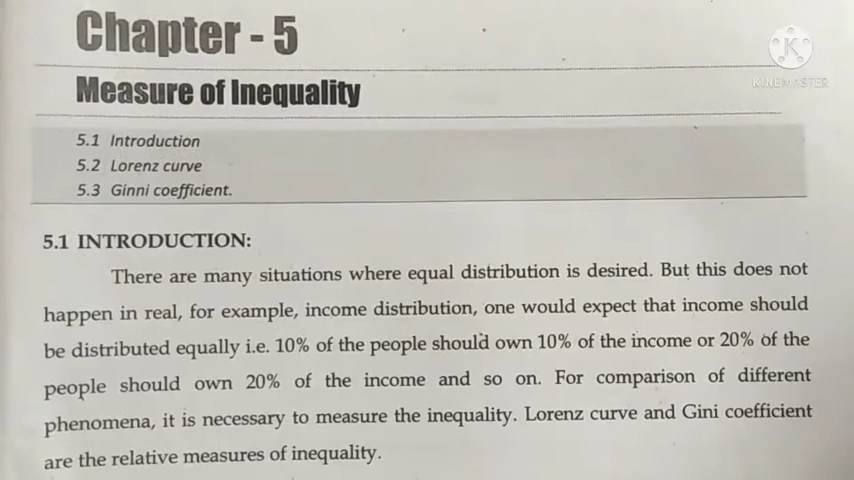 Chapter - 5
K
KINEMASTER
Measure of Inequality
5.1 Introduction
5.2 Lorenz curve
5.3 Ginni coefficient.
5.1 INTRODUCTION:
There are many situations where equal distribution is desired. But this does not
happen in real, for example, income distribution, one would expect that income should
be distributed equally i.e. 10% of the people should own 10% of the income or 20% of the
people should own 20% of the income and so on. For comparison of different
phenomena, it is necessary to measure the inequality. Lorenz curve and Gini coefficient
are the relative measures of inequality.